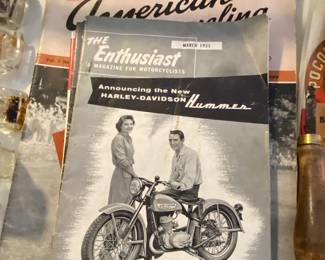 American
THE
Enthusiast
MARCH 1955
A MAGAZINE FOR MOTORCYCLISTS
Announcing the New
HARLEY-DAVIDSON Hummer